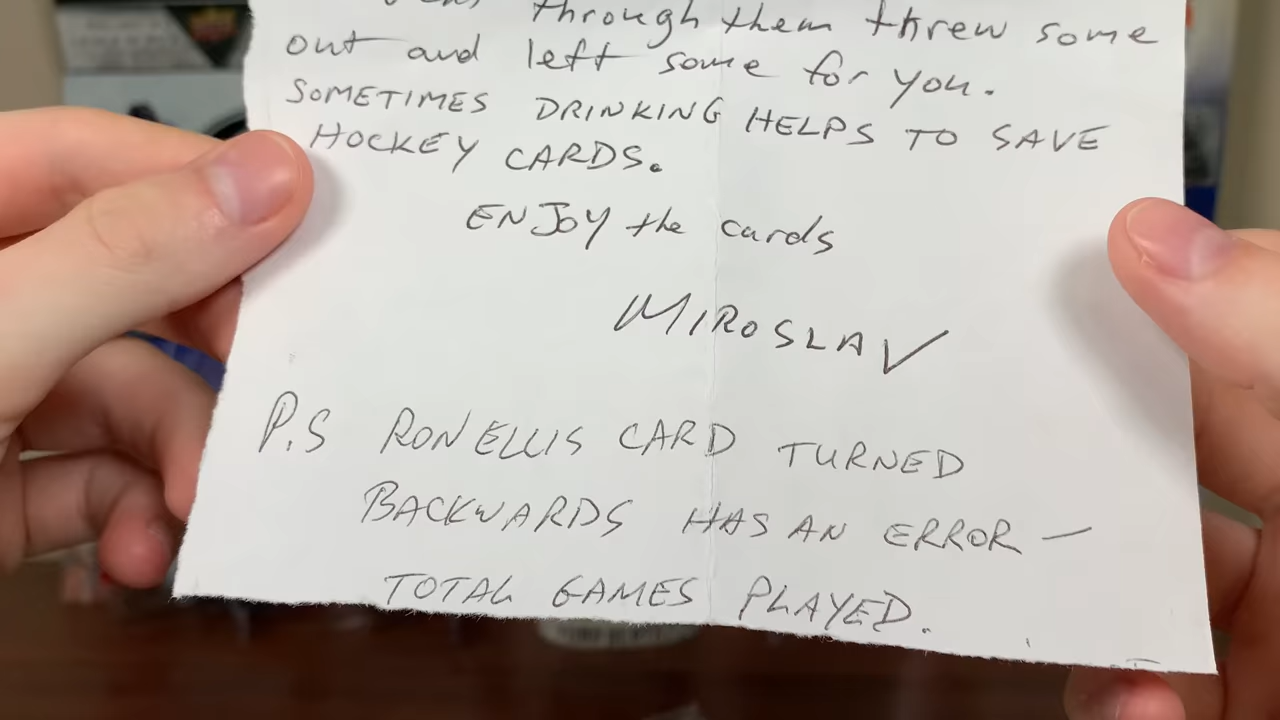 through them threw some
out and left some for you.
SOMETIMES DRINKING HELPS TO SAVE
HOCKEY CARDS.
ENJOY the cards
MIROSLAV
P.S RON ELLIS CARD TURNED
BACKWARDS HAS AN ERROR —
TOTAL GAMES PLAYED.